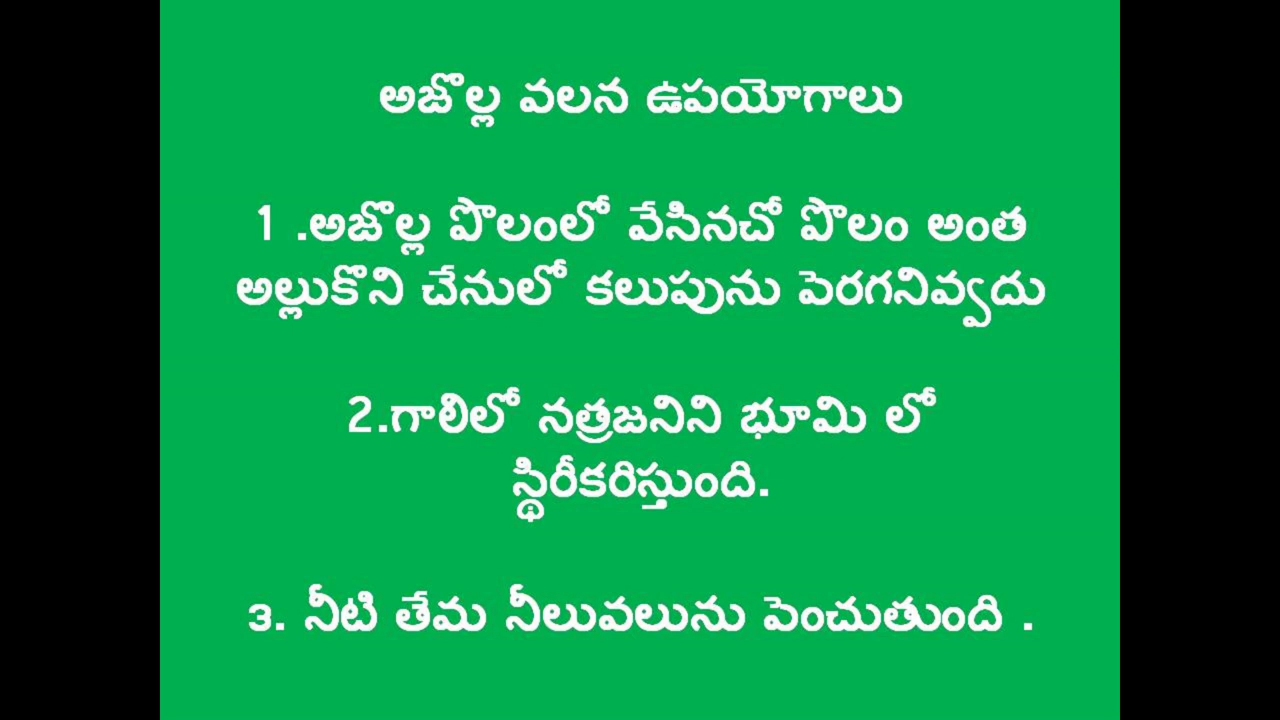 అజొల్ల వలన ఉపయోగాలు
1 .అజొల్ల పొలంలో వేసినచో పొలం అంత
అల్లుకొని చేనులో కలుపును పెరగనివ్వదు
2.గాలిలో నత్రజనిని భూమి లో
స్థిరీకరిస్తుంది.
3. నీటి తేమ నీలువలును పెంచుతుంది .